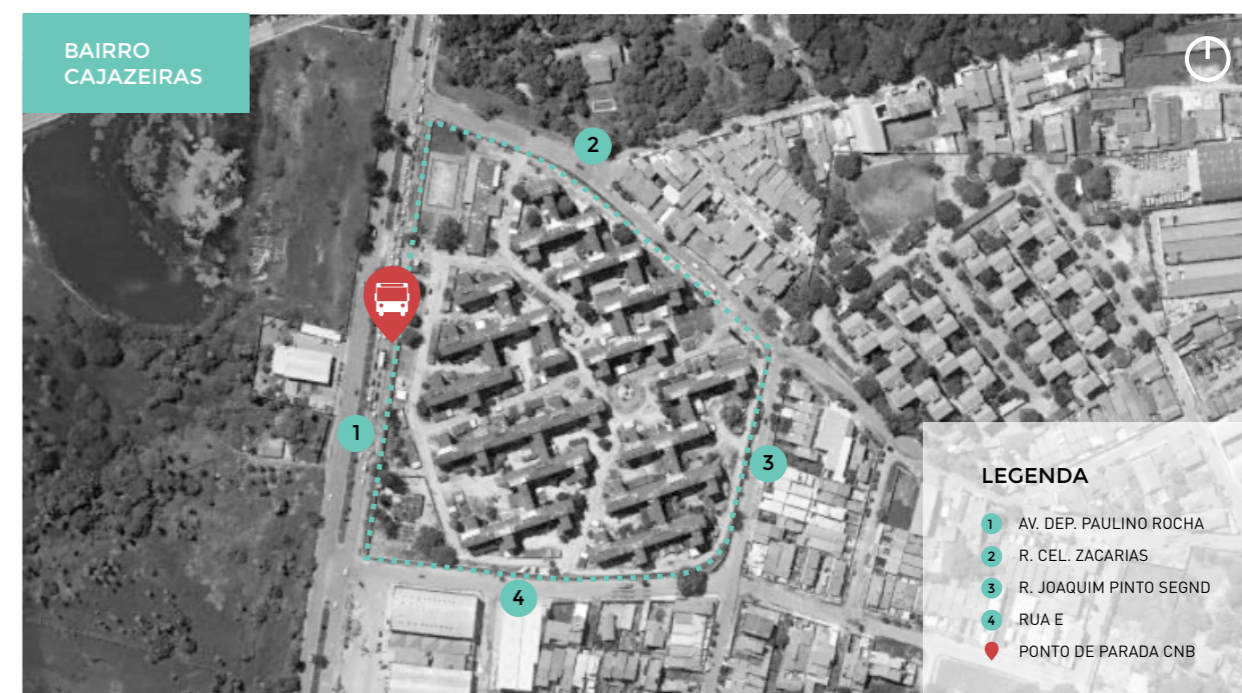 BAIRRO
CAJAZEIRAS
2
1
3
4
LEGENDA
1 AV. DEP. PAULINO ROCHA
2 R. CEL. ZACARIAS
3 R. JOAQUIM PINTO SEGND
4 RUA E
PONTO DE PARADA CNB